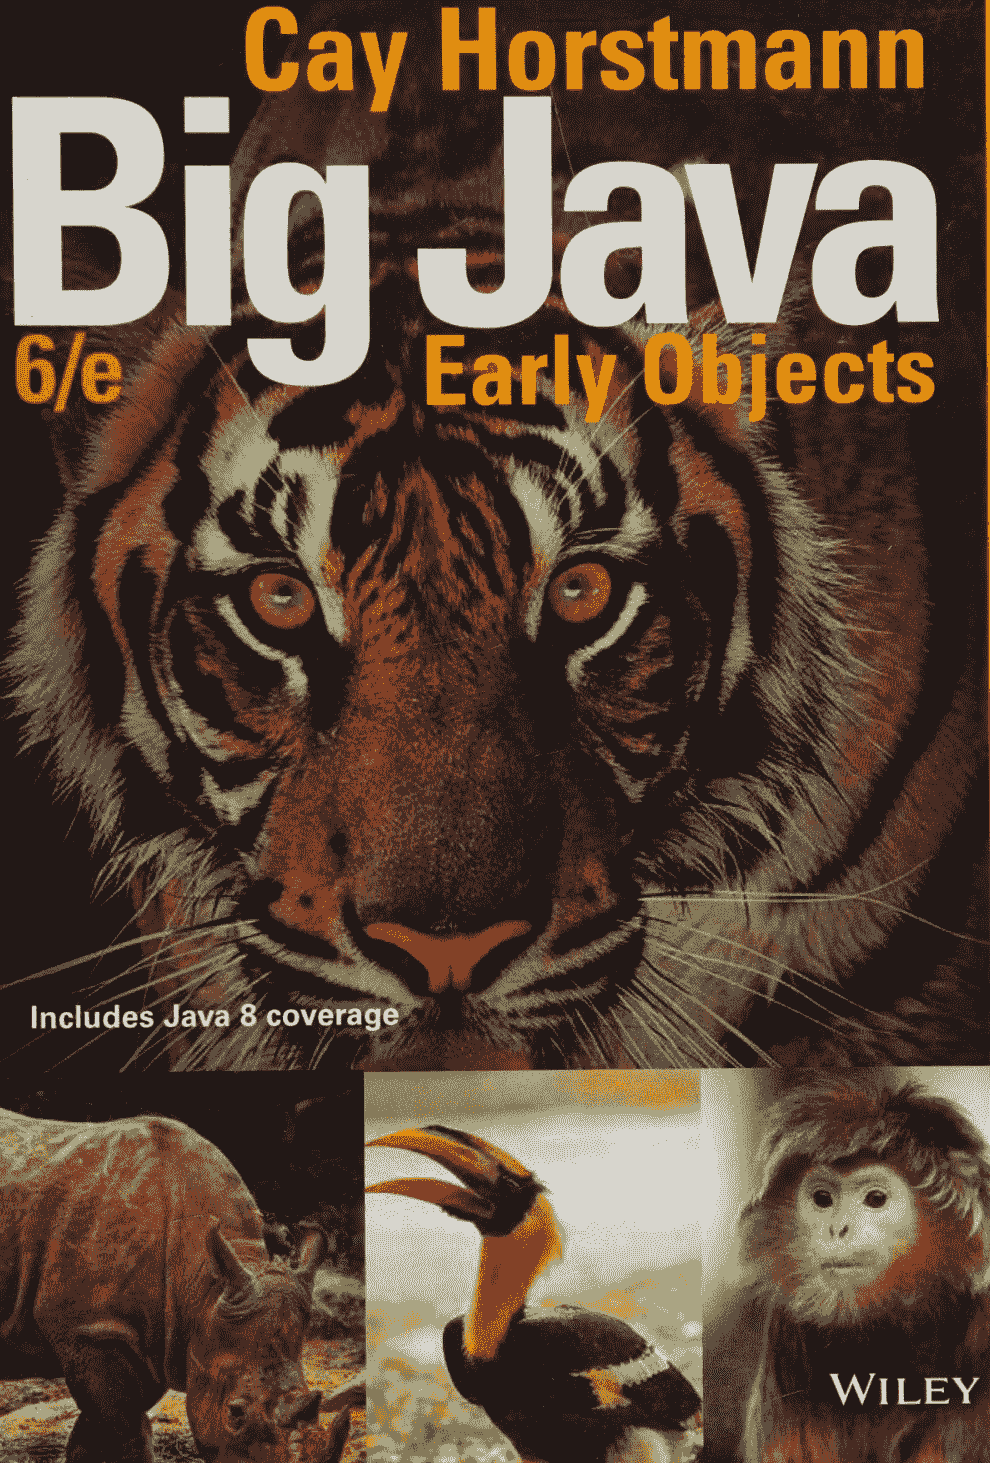 Cay Horstmann
Big Java
6/e
Early Objects
Includes Java 8 coverage
WILEY